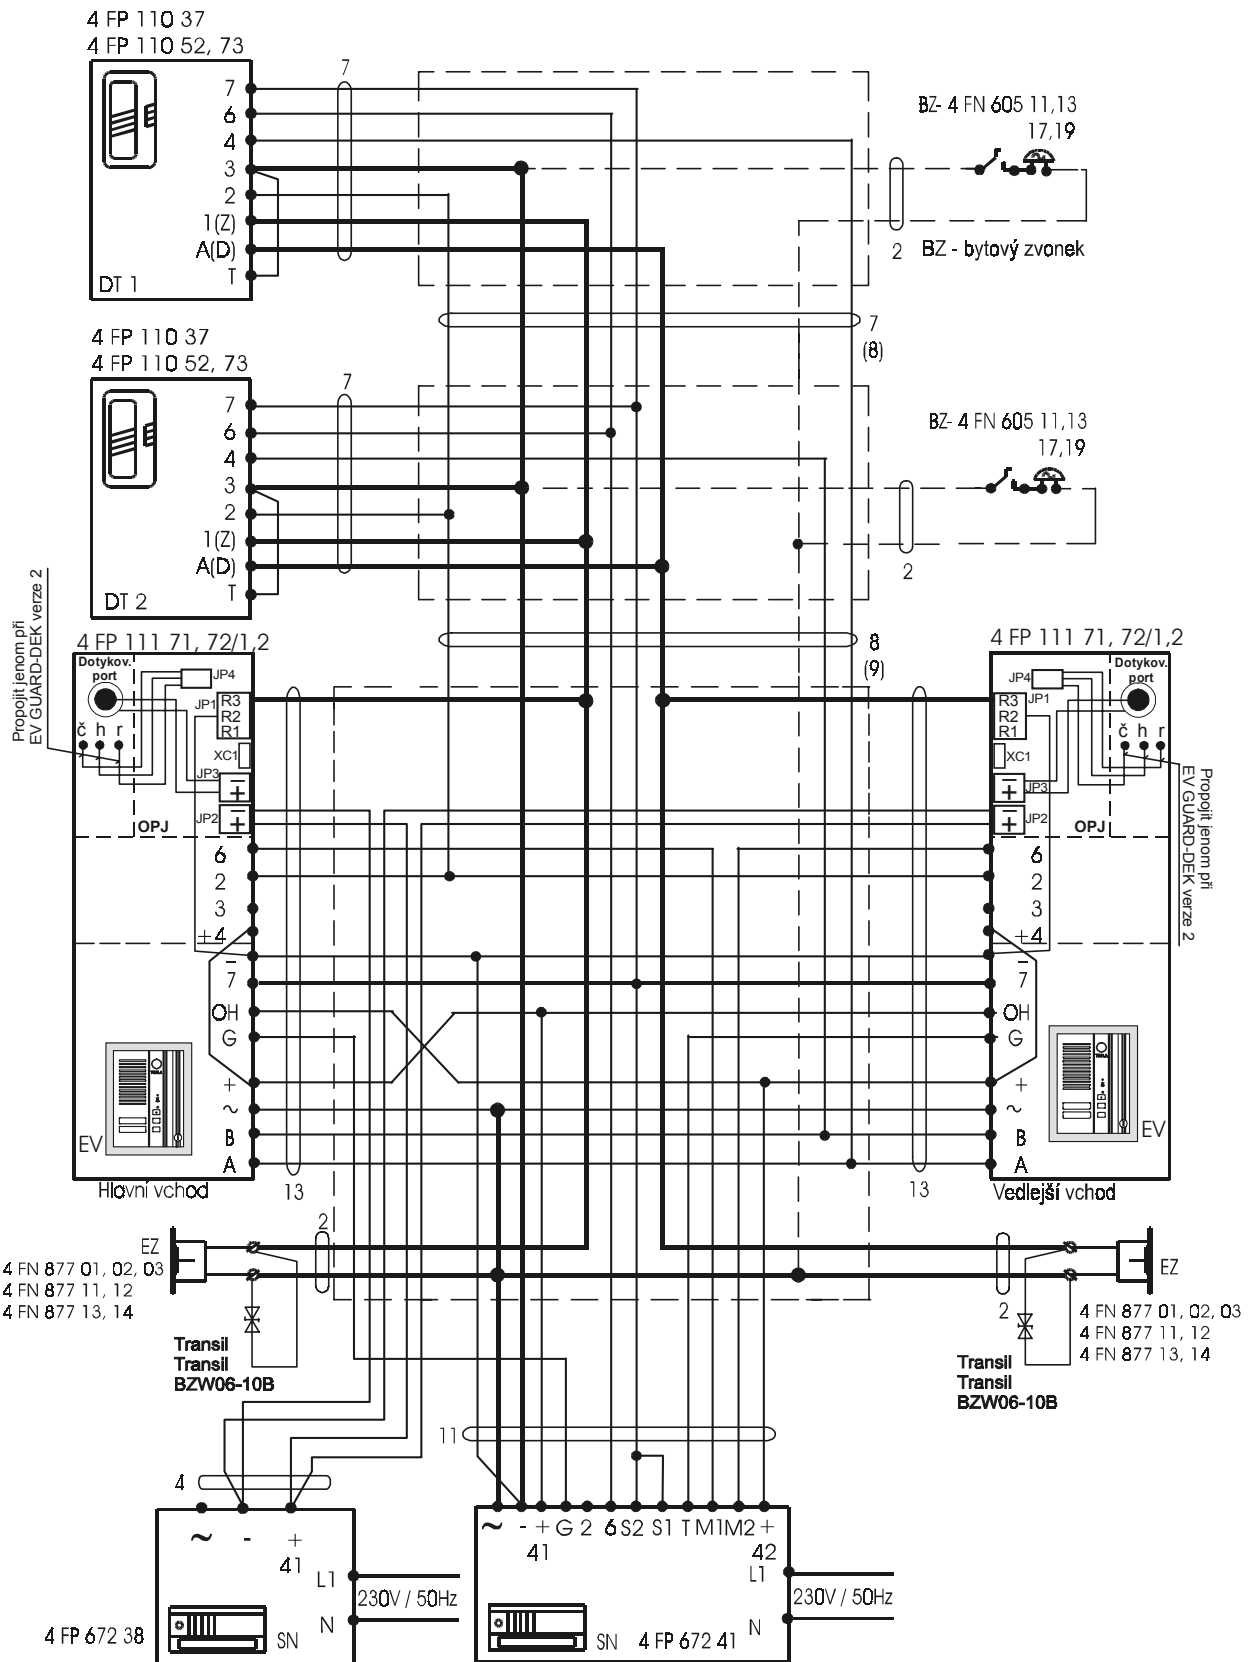 4 FP 110 37
4 FP 110 52, 73
7
6
4
3
2
1(Z)
A(D)
T
DT 1
7
BZ- 4 FN 605 11,13
17,19
2
BZ - bytový zvonek
7
(8)
4 FP 110 37
4 FP 110 52, 73
7
6
4
3
2
1(Z)
A(D)
T
DT 2
7
BZ- 4 FN 605 11,13
17,19
2
8
(9)
Propojit jenom při
EV GUARD-DEK verze 2
4 FP 111 71, 72/1,2
Dotykov.
port
JP4
JP1
R3
R2
R1
č h r
XC1
JP3
JP2
OPJ
6
2
3
+4
–
7
OH
G
+
~
B
A
EV
Hlavní vchod
13
4 FP 111 71, 72/1,2
Dotykov.
port
JP4
JP1
R3
R2
R1
č h r
XC1
JP3
JP2
OPJ
6
2
3
+4
–
7
OH
G
+
~
B
A
EV
Vedlejší vchod
13
Propojit jenom při
EV GUARD-DEK verze 2
EZ
4 FN 877 01, 02, 03
4 FN 877 11, 12
4 FN 877 13, 14
2
Transil
Transil
BZW06-10B
EZ
4 FN 877 01, 02, 03
4 FN 877 11, 12
4 FN 877 13, 14
2
Transil
Transil
BZW06-10B
11
4
~ - +
41
L1
N
230V / 50Hz
4 FP 672 38
SN
~ - + G 2 6 S2 S1 T M1 M2 +
41 42
L1
N
230V / 50Hz
SN 4 FP 672 41